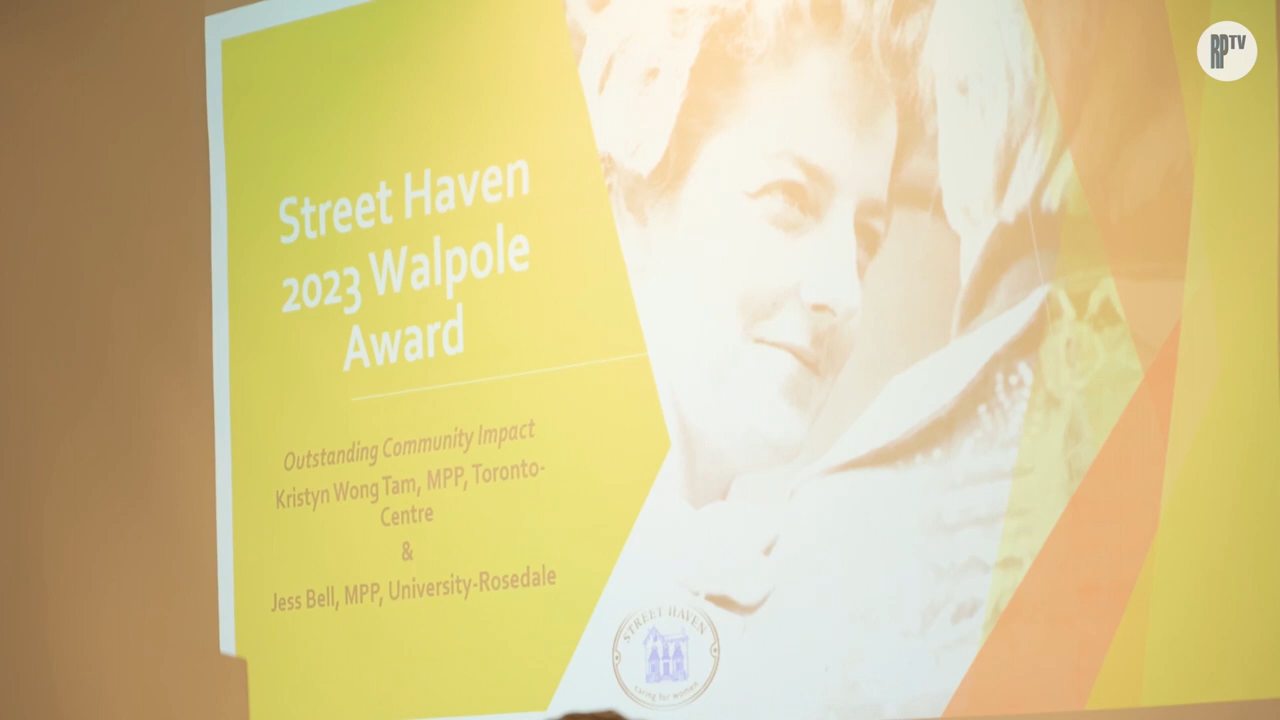 RPTV
Street Haven
2023 Walpole
Award
Outstanding Community Impact
Kristyn Wong Tam, MPP, Toronto-
Centre
&
Jess Bell, MPP, University-Rosedale
STREET HAVEN
caring for women